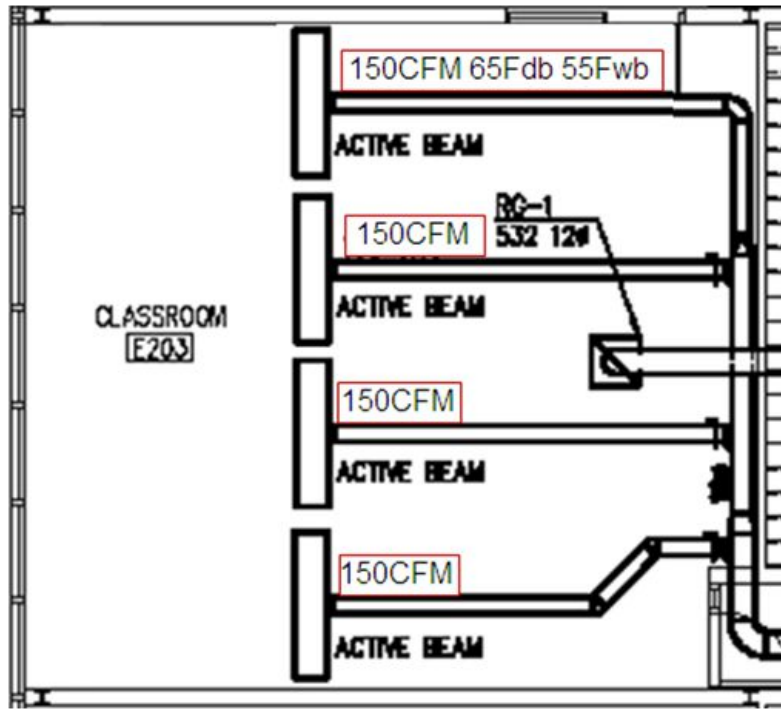 150CFM 65Fdb 55Fwb
ACTIVE BEAM
RG-1
532 12ø
150CFM
ACTIVE BEAM
CLASSROOM
E203
150CFM
ACTIVE BEAM
150CFM
ACTIVE BEAM